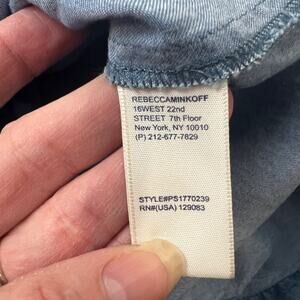 REBECCAMINKOFF
16WEST 22nd
STREET 7th Floor
New York, NY 10010
(P) 212-677-7829
STYLE#PS1770239
RN#(USA) 129083